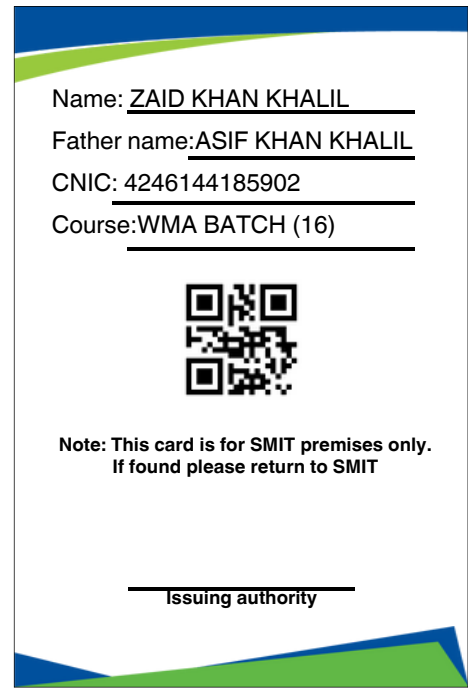 Name: ZAID KHAN KHALIL
Father name:ASIF KHAN KHALIL
CNIC: 4246144185902
Course:WMA BATCH (16)
Note: This card is for SMIT premises only.
If found please return to SMIT
Issuing authority